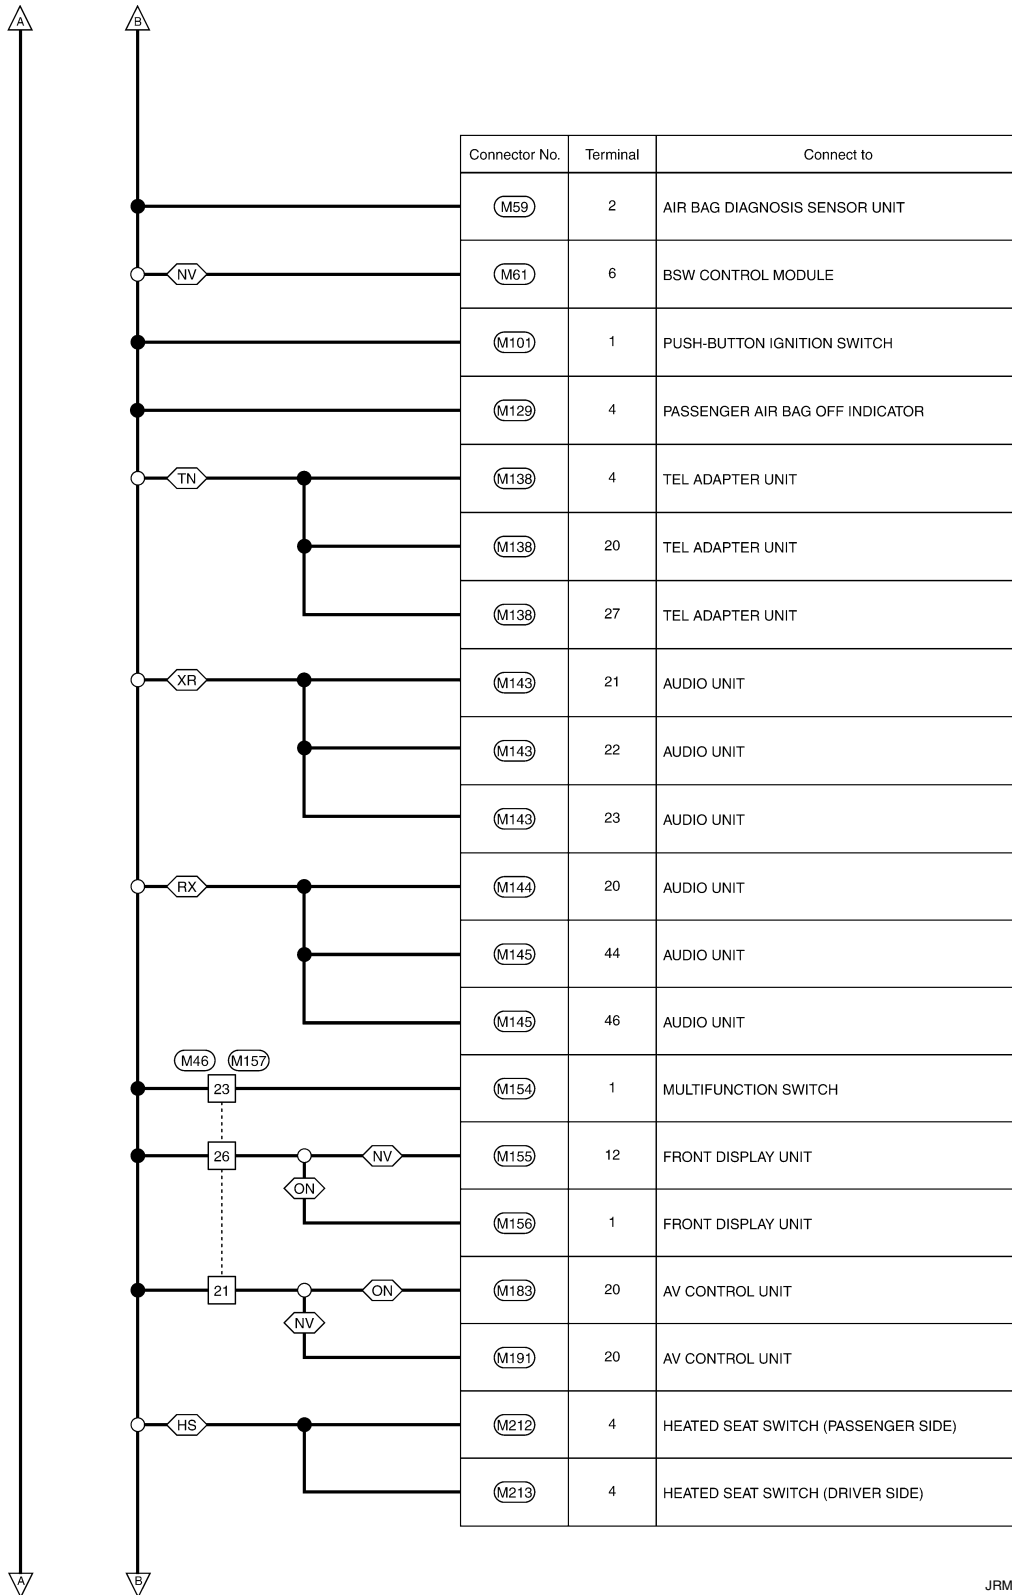 A B
Connector No. Terminal Connect to
M59 2 AIR BAG DIAGNOSIS SENSOR UNIT
NV M61 6 BSW CONTROL MODULE
M101 1 PUSH-BUTTON IGNITION SWITCH
M129 4 PASSENGER AIR BAG OFF INDICATOR
TN M138 4 TEL ADAPTER UNIT
M138 20 TEL ADAPTER UNIT
M138 27 TEL ADAPTER UNIT
XR M143 21 AUDIO UNIT
M143 22 AUDIO UNIT
M143 23 AUDIO UNIT
RX M144 20 AUDIO UNIT
M145 44 AUDIO UNIT
M145 46 AUDIO UNIT
M46 M157
23 M154 1 MULTIFUNCTION SWITCH
26 NV M155 12 FRONT DISPLAY UNIT
ON
M156 1 FRONT DISPLAY UNIT
21 ON M183 20 AV CONTROL UNIT
NV
M191 20 AV CONTROL UNIT
HS M212 4 HEATED SEAT SWITCH (PASSENGER SIDE)
M213 4 HEATED SEAT SWITCH (DRIVER SIDE)
A B
JRM